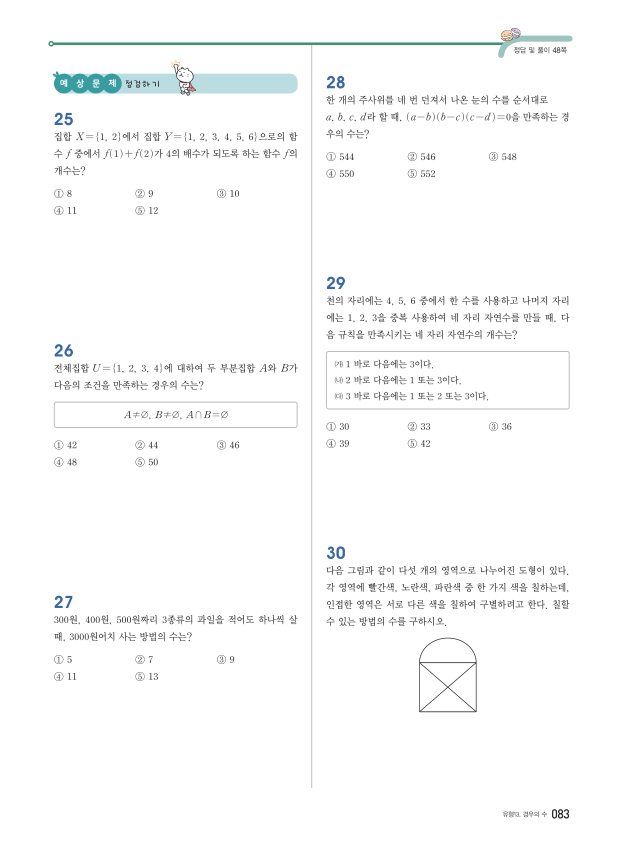 정답 및 풀이 48쪽
예상문제 점검하기
25
집합 X={1, 2}에서 집합 Y={1, 2, 3, 4, 5, 6}으로의 함
수 f 중에서 f(1)+f(2)가 4의 배수가 되도록 하는 함수 f의
개수는?
① 8 ② 9 ③ 10
④ 11 ⑤ 12
26
전체집합 U={1, 2, 3, 4}에 대하여 두 부분집합 A와 B가
다음의 조건을 만족하는 경우의 수는?
A≠∅, B≠∅, A∩B=∅
① 42 ② 44 ③ 46
④ 48 ⑤ 50
27
300원, 400원, 500원짜리 3종류의 과일을 적어도 하나씩 살
때, 3000원어치 사는 방법의 수는?
① 5 ② 7 ③ 9
④ 11 ⑤ 13
28
한 개의 주사위를 네 번 던져서 나온 눈의 수를 순서대로
a, b, c, d라 할 때, (a-b)(b-c)(c-d)=0을 만족하는 경
우의 수는?
① 544 ② 546 ③ 548
④ 550 ⑤ 552
29
천의 자리에는 4, 5, 6 중에서 한 수를 사용하고 나머지 자리
에는 1, 2, 3을 중복 사용하여 네 자리 자연수를 만들 때, 다
음 규칙을 만족시키는 네 자리 자연수의 개수는?
㈎ 1 바로 다음에는 3이다.
㈏ 2 바로 다음에는 1 또는 3이다.
㈐ 3 바로 다음에는 1 또는 2 또는 3이다.
① 30 ② 33 ③ 36
④ 39 ⑤ 42
30
다음 그림과 같이 다섯 개의 영역으로 나누어진 도형이 있다.
각 영역에 빨간색, 노란색, 파란색 중 한 가지 색을 칠하는데,
인접한 영역은 서로 다른 색을 칠하여 구별하려고 한다. 칠할
수 있는 방법의 수를 구하시오.
유형13. 경우의 수 083